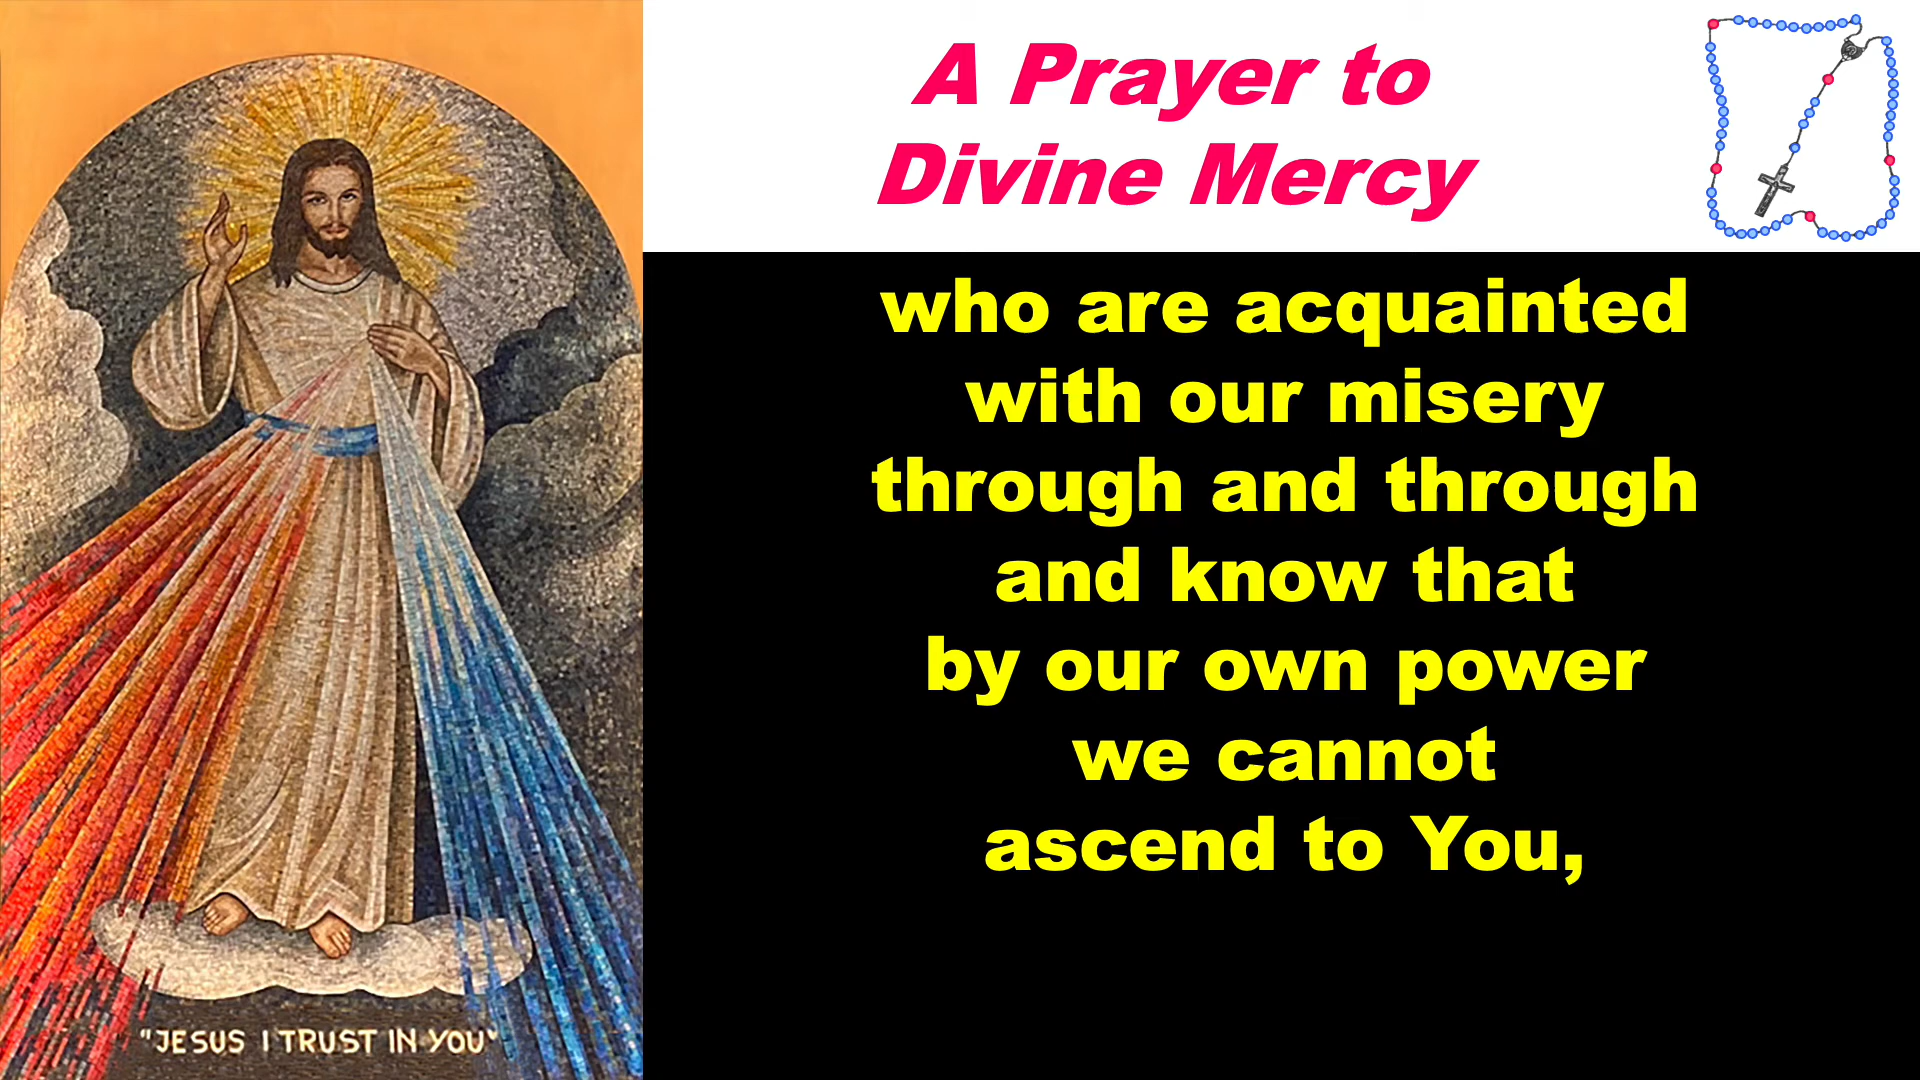 A Prayer to
Divine Mercy
who are acquainted
with our misery
through and through
and know that
by our own power
we cannot
ascend to You,
"JESUS I TRUST IN YOU"